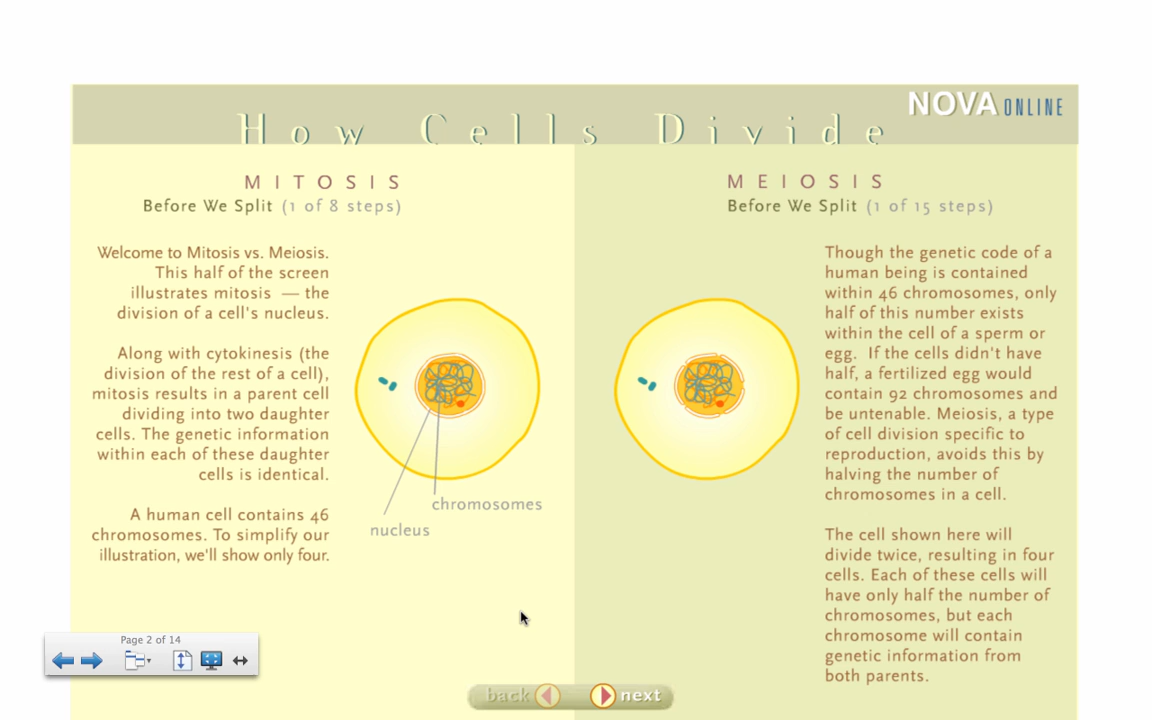 NOVA ONLINE
How Cells Divide
MITOSIS
Before We Split (1 of 8 steps)
Welcome to Mitosis vs. Meiosis.
This half of the screen
illustrates mitosis — the
division of a cell's nucleus.
Along with cytokinesis (the
division of the rest of a cell),
mitosis results in a parent cell
dividing into two daughter
cells. The genetic information
within each of these daughter
cells is identical.
A human cell contains 46
chromosomes. To simplify our
illustration, we'll show only four.
chromosomes
nucleus
MEIOSIS
Before We Split (1 of 15 steps)
Though the genetic code of a
human being is contained
within 46 chromosomes, only
half of this number exists
within the cell of a sperm or
egg. If the cells didn't have
half, a fertilized egg would
contain 92 chromosomes and
be untenable. Meiosis, a type
of cell division specific to
reproduction, avoids this by
halving the number of
chromosomes in a cell.
The cell shown here will
divide twice, resulting in four
cells. Each of these cells will
have only half the number of
chromosomes, but each
chromosome will contain
genetic information from
both parents.
Page 2 of 14
back next